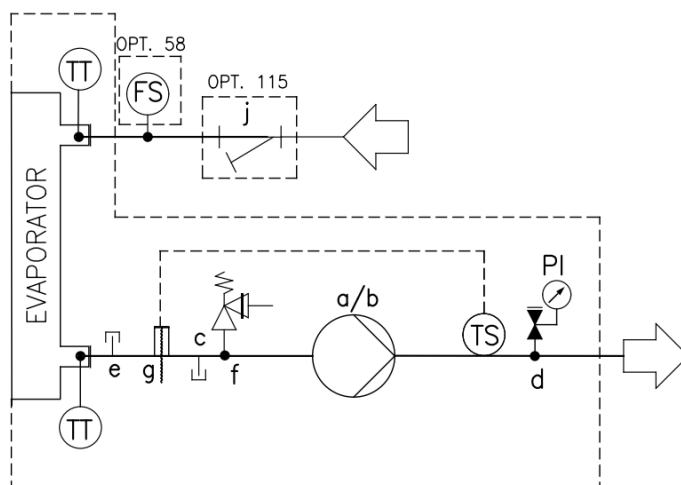 OPT. 58
TT
FS
OPT. 115
j
EVAPORATOR
a/b
PI
TS
c
e
g
f
d
TT